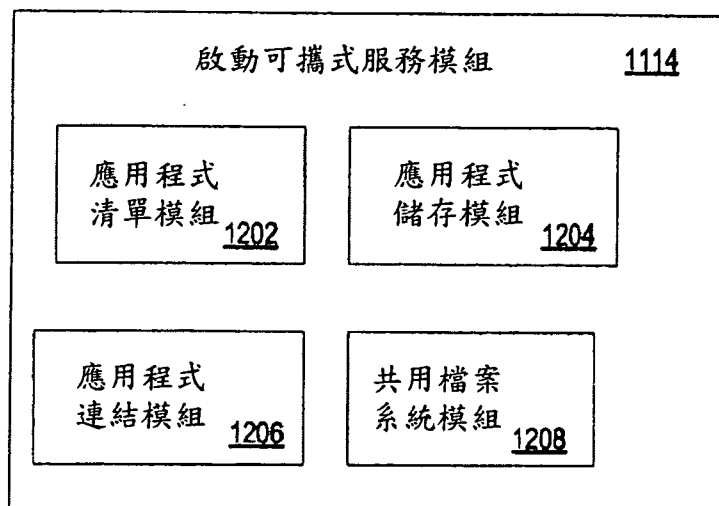 啟動可攜式服務模組 1114
應用程式
清單模組 1202
應用程式
儲存模組 1204
應用程式
連結模組 1206
共用檔案
系統模組 1208